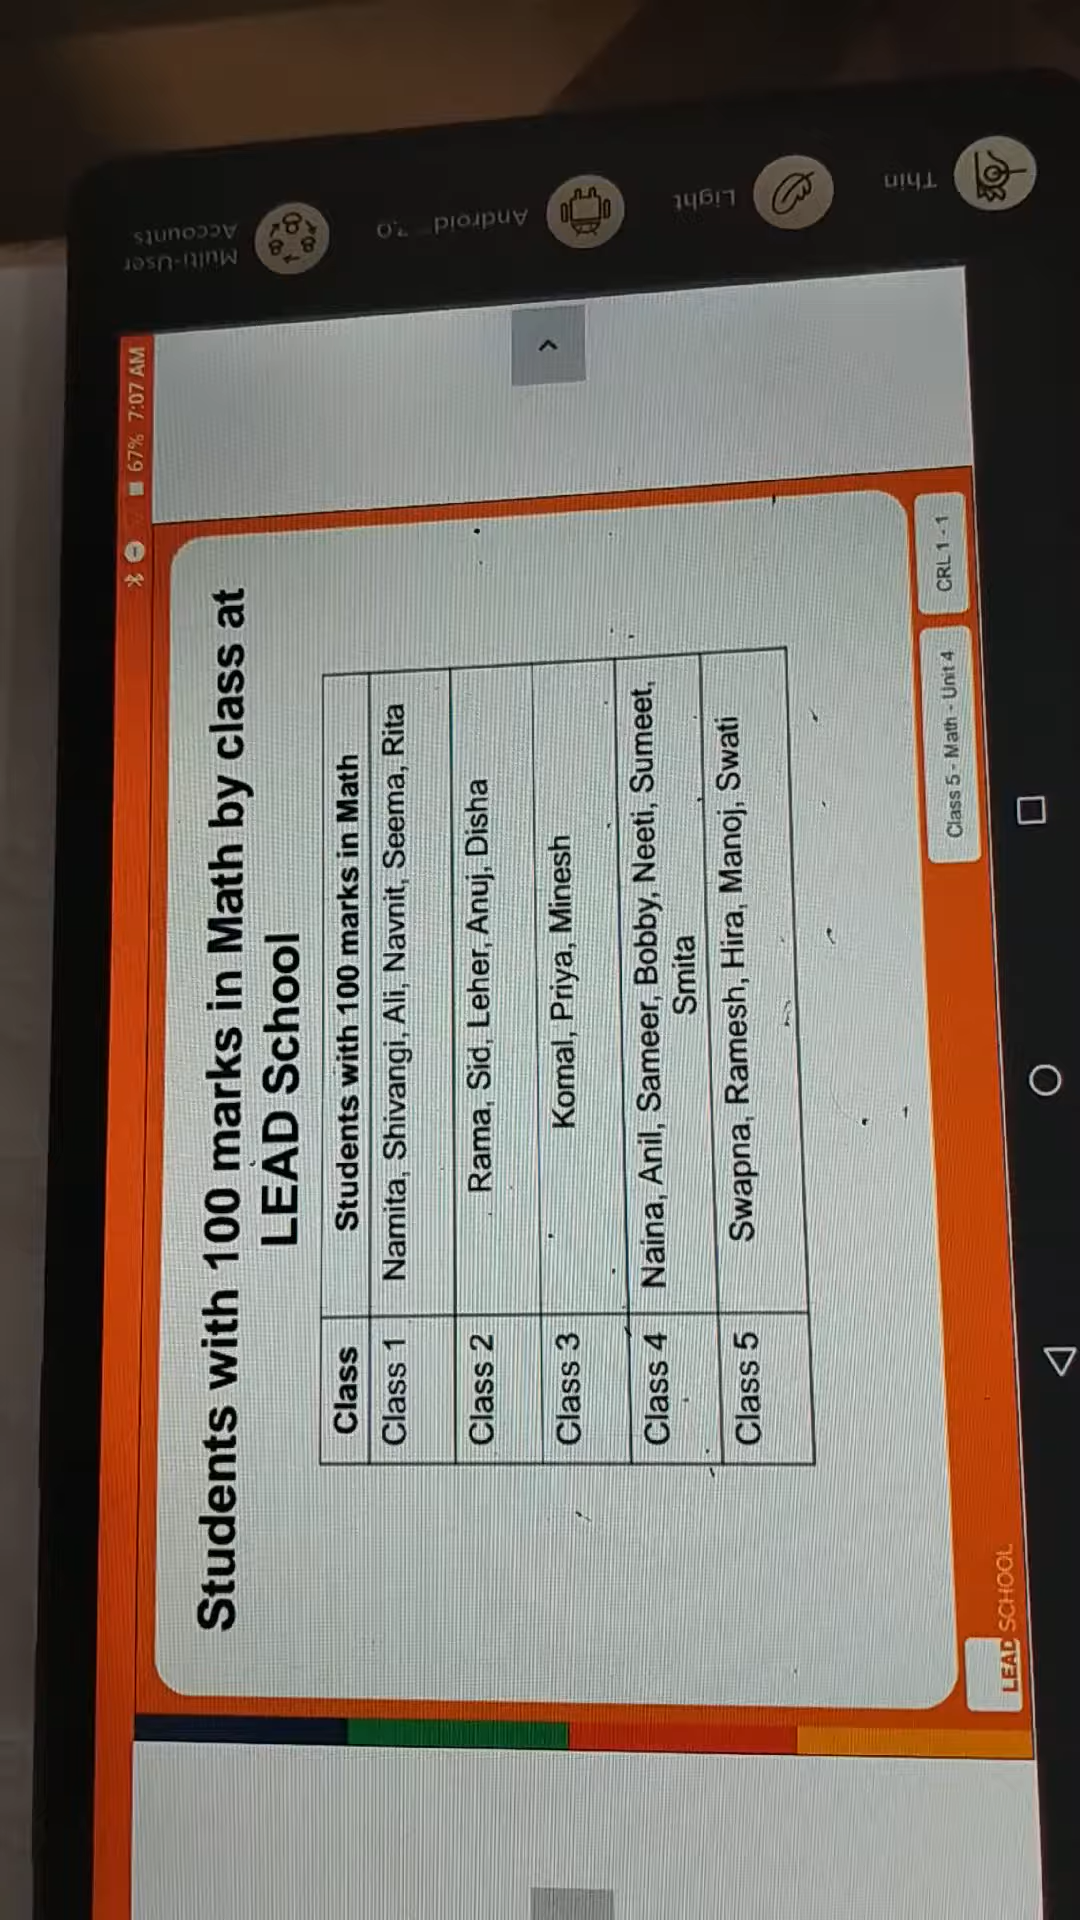 Multi-User
Accounts
Android™ 7.0
Light
Thin
67% 7:07 AM
Students with 100 marks in Math by class at
LEAD School
Class Students with 100 marks in Math
Class 1 Namita, Shivangi, Ali, Navnit, Seema, Rita
Class 2 Rama, Sid, Leher, Anuj, Disha
Class 3 Komal, Priya, Minesh
Class 4 Naina, Anil, Sameer, Bobby, Neeti, Sumeet,
Smita
Class 5 Swapna, Ramesh, Hira, Manoj, Swati
LEAD SCHOOL
Class 5 - Math - Unit 4
CRL1 - 1